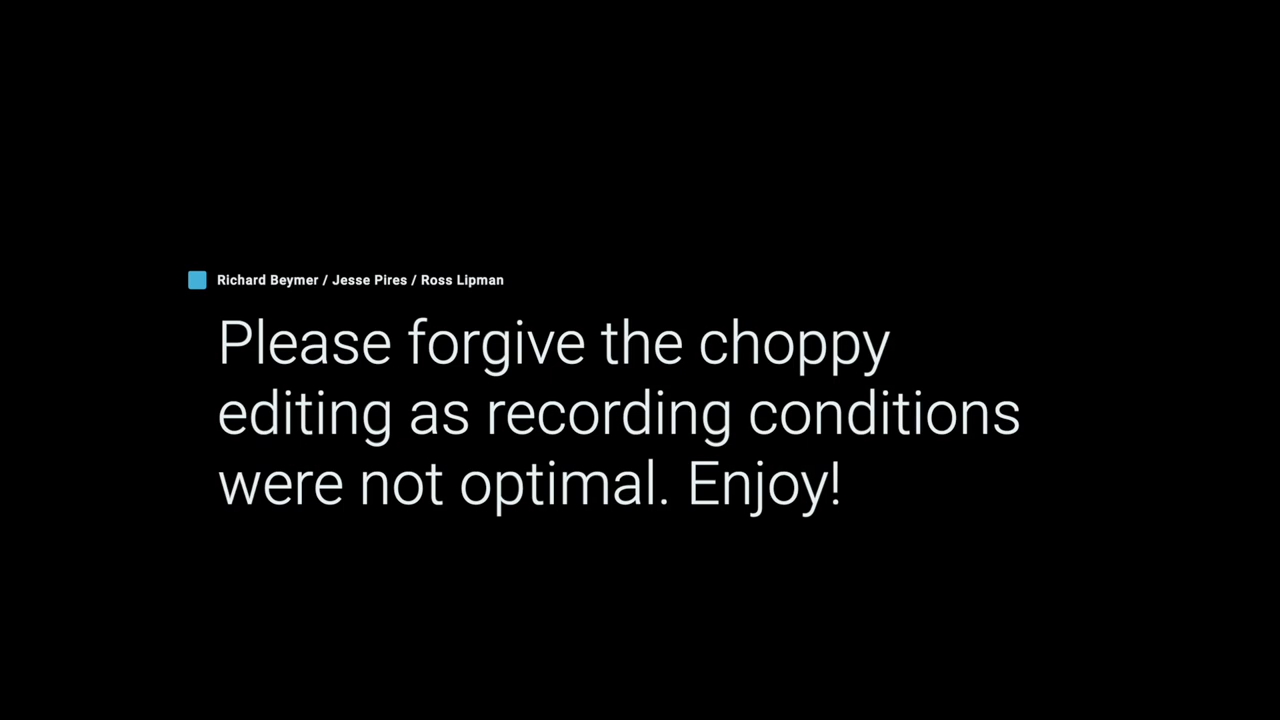 Richard Beymer / Jesse Pires / Ross Lipman
Please forgive the choppy
editing as recording conditions
were not optimal. Enjoy!